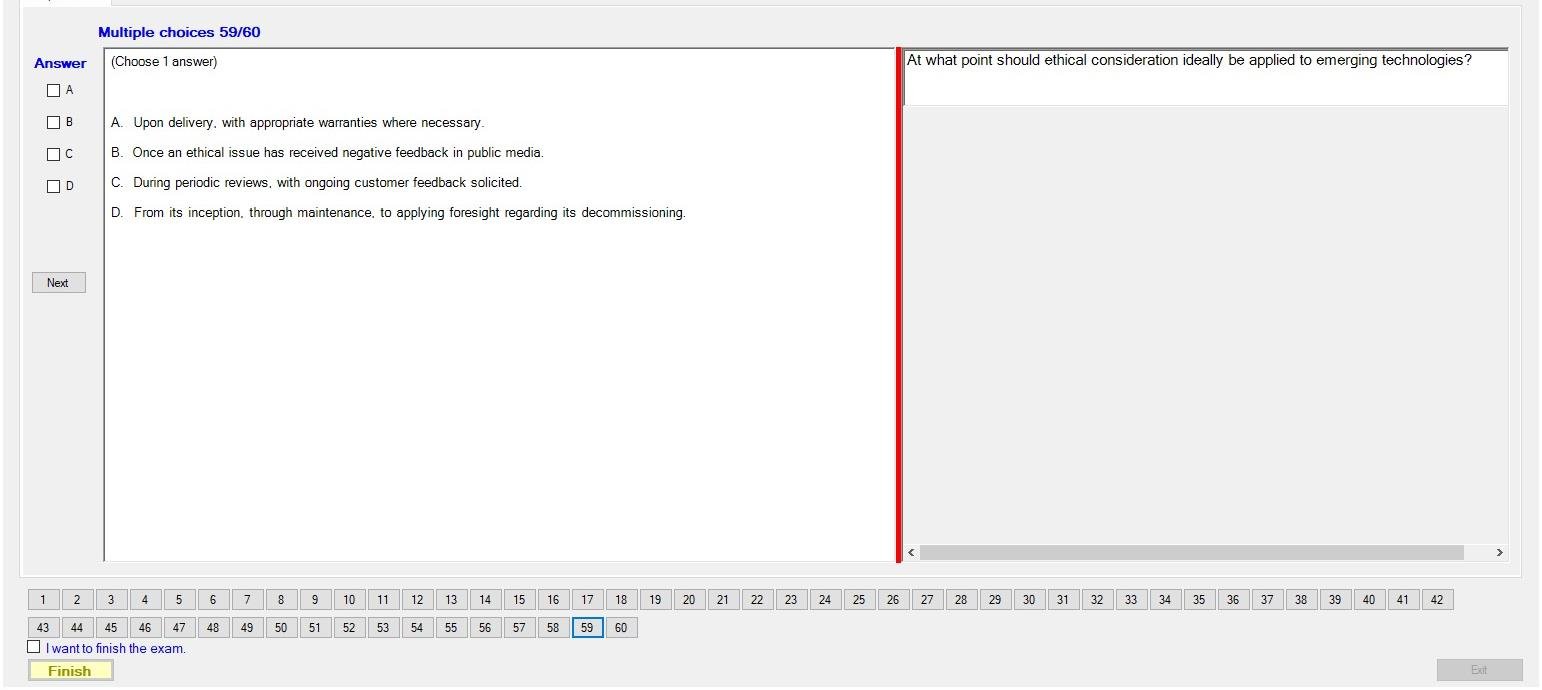 Multiple choices 59/60
Answer
(Choose 1 answer)
At what point should ethical consideration ideally be applied to emerging technologies?
A
B
C
D
A. Upon delivery, with appropriate warranties where necessary.
B. Once an ethical issue has received negative feedback in public media.
C. During periodic reviews, with ongoing customer feedback solicited.
D. From its inception, through maintenance, to applying foresight regarding its decommissioning.
Next
1 2 3 4 5 6 7 8 9 10 11 12 13 14 15 16 17 18 19 20 21 22 23 24 25 26 27 28 29 30 31 32 33 34 35 36 37 38 39 40 41 42
43 44 45 46 47 48 49 50 51 52 53 54 55 56 57 58 59 60
I want to finish the exam.
Finish
Exit